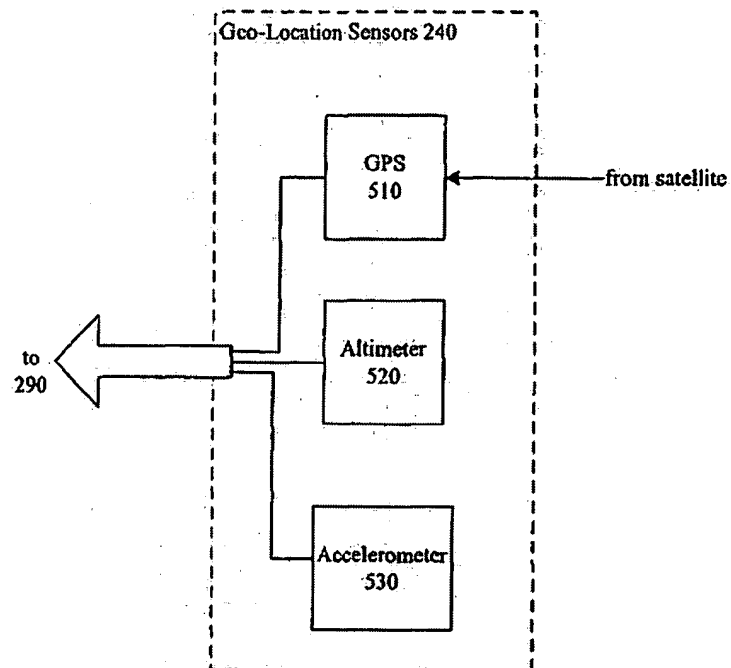 Geo-Location Sensors 240
GPS
510
from satellite
Altimeter
520
to
290
Accelerometer
530